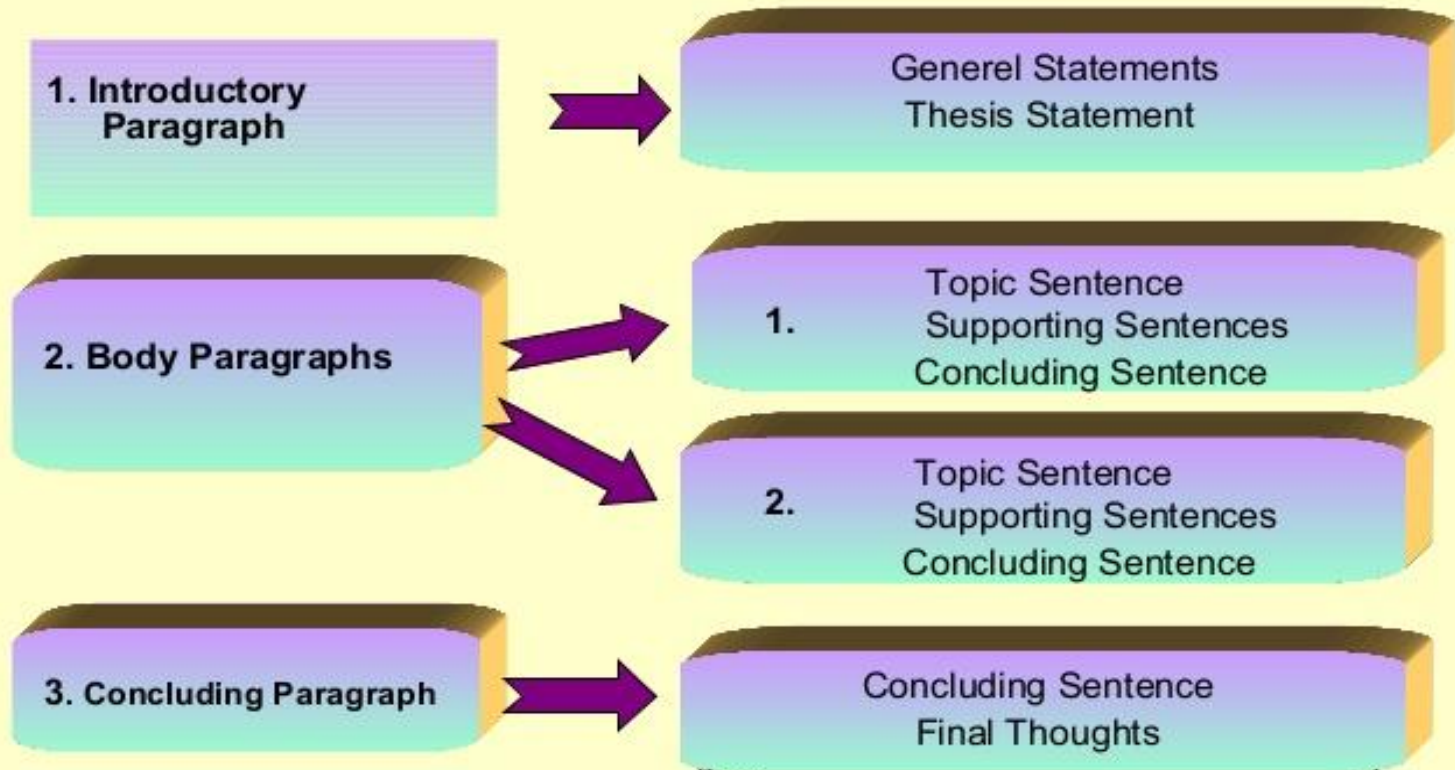 1. Introductory
Paragraph
Generel Statements
Thesis Statement
2. Body Paragraphs
1.
Topic Sentence
Supporting Sentences
Concluding Sentence
2.
Topic Sentence
Supporting Sentences
Concluding Sentence
3. Concluding Paragraph
Concluding Sentence
Final Thoughts